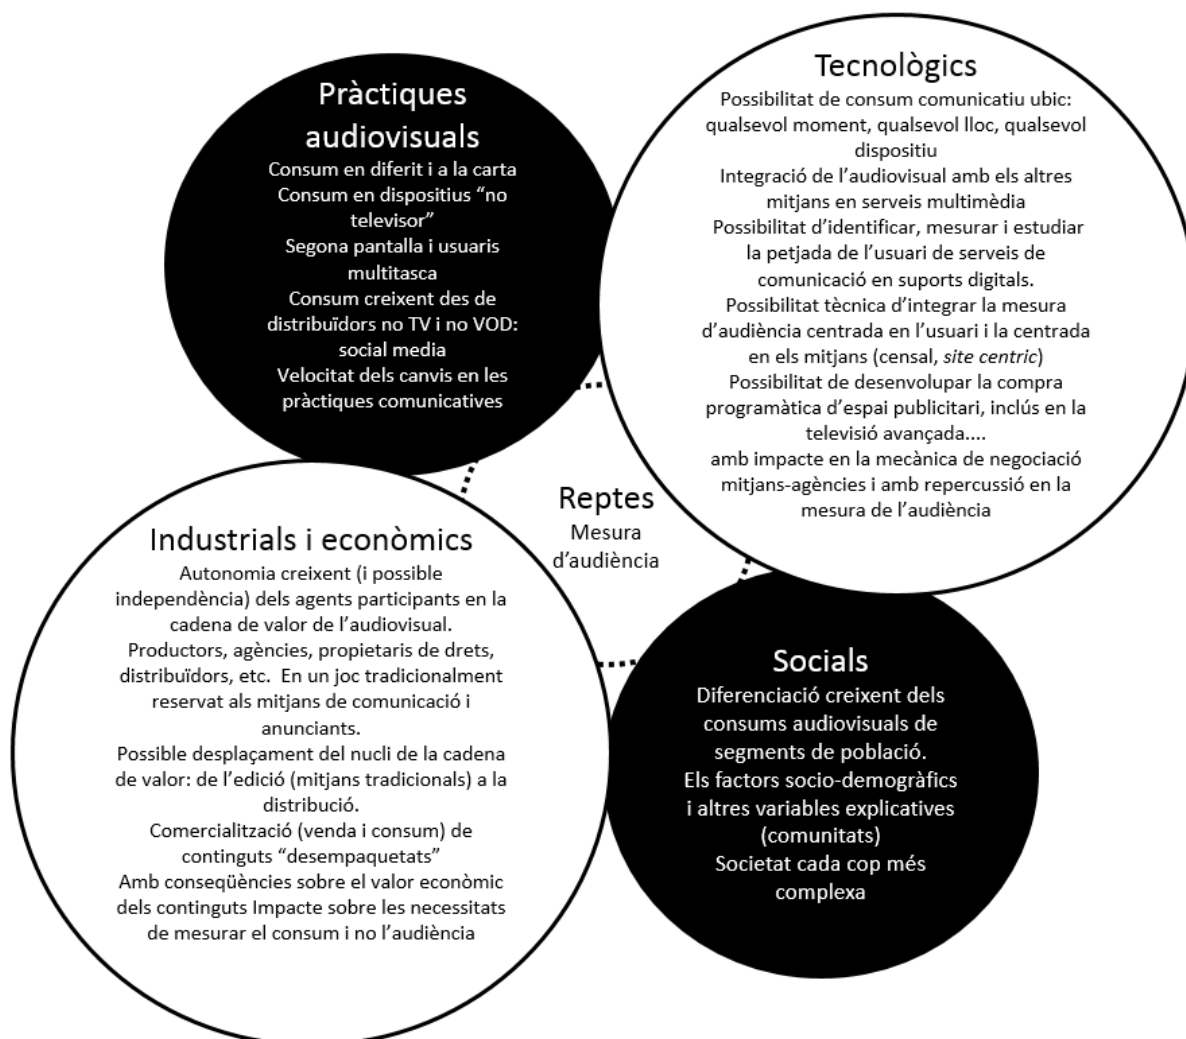 Pràctiques
audiovisuals
Consum en diferit i a la carta
Consum en dispositius “no
televisor”
Segona pantalla i usuaris
multitasca
Consum creixent des de
distribuïdors no TV i no VOD:
social media
Velocitat dels canvis en les
pràctiques comunicatives
Tecnològics
Possibilitat de consum comunicatiu ubic:
qualsevol moment, qualsevol lloc, qualsevol
dispositiu
Integració de l’audiovisual amb els altres
mitjans en serveis multimèdia
Possibilitat d’identificar, mesurar i estudiar
la petjada de l’usuari de serveis de
comunicació en suports digitals.
Possibilitat tècnica d’integrar la mesura
d’audiència centrada en l’usuari i la centrada
en els mitjans (censal, site centric)
Possibilitat de desenvolupar la compra
programàtica d’espai publicitari, inclús en la
televisió avançada....
amb impacte en la mecànica de negociació
mitjans-agències i amb repercussió en la
mesura de l’audiència
Reptes
Mesura
d’audiència
Industrials i econòmics
Autonomia creixent (i possible
independència) dels agents participants en la
cadena de valor de l’audiovisual.
Productors, agències, propietaris de drets,
distribuïdors, etc. En un joc tradicionalment
reservat als mitjans de comunicació i
anunciants.
Possible desplaçament del nucli de la cadena
de valor: de l’edició (mitjans tradicionals) a la
distribució.
Comercialització (venda i consum) de
continguts “desempaquetats”
Amb conseqüències sobre el valor econòmic
dels continguts Impacte sobre les necessitats
de mesurar el consum i no l’audiència
Socials
Diferenciació creixent dels
consums audiovisuals de
segments de població.
Els factors socio-demogràfics
i altres variables explicatives
(comunitats)
Societat cada cop més
complexa